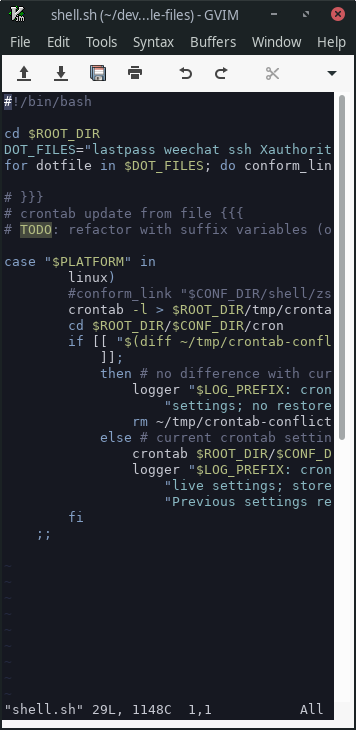 shell.sh (~/dev...le-files) - GVIM
File Edit Tools Syntax Buffers Window Help
#!/bin/bash
cd $ROOT_DIR
DOT_FILES="lastpass weechat ssh Xauthorit
for dotfile in $DOT_FILES; do conform_lin
# }}}
# crontab update from file {{{
# TODO: refactor with suffix variables (o
case "$PLATFORM" in
linux)
#conform_link "$CONF_DIR/shell/zs
crontab -l > $ROOT_DIR/tmp/cronta
cd $ROOT_DIR/$CONF_DIR/cron
if [[ "$(diff ~/tmp/crontab-confl
]];
then # no difference with cur
logger "$LOG_PREFIX: cron
"settings; no restore
rm ~/tmp/crontab-conflict
else # current crontab settin
crontab $ROOT_DIR/$CONF_D
logger "$LOG_PREFIX: cron
"live settings; store
"Previous settings re
fi
;;
~
~
~
~
~
~
~
~
~
"shell.sh" 29L, 1148C 1,1 All